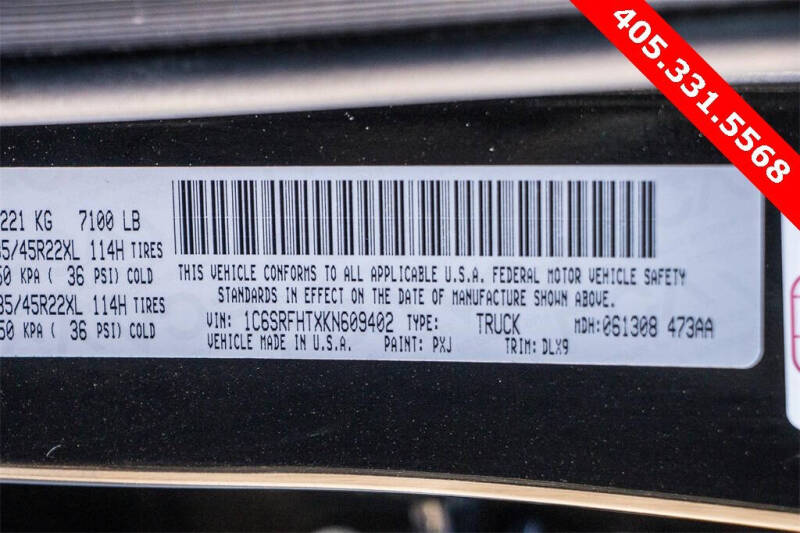 405.331.5568
221 KG 7100 LB
35/45R22XL 114H TIRES
50 KPA ( 36 PSI) COLD
35/45R22XL 114H TIRES
50 KPA ( 36 PSI) COLD
THIS VEHICLE CONFORMS TO ALL APPLICABLE U.S.A. FEDERAL MOTOR VEHICLE SAFETY
STANDARDS IN EFFECT ON THE DATE OF MANUFACTURE SHOWN ABOVE.
VIN: 1C6SRFHTXKN609402 TYPE: TRUCK MDH:061308 473AA
VEHICLE MADE IN U.S.A. PAINT: PXJ TRIM: DLX9